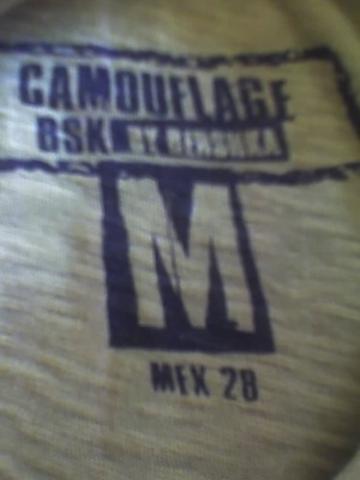 CAMOUFLAGE
BSK BY BERSHKA
M
MEX 28